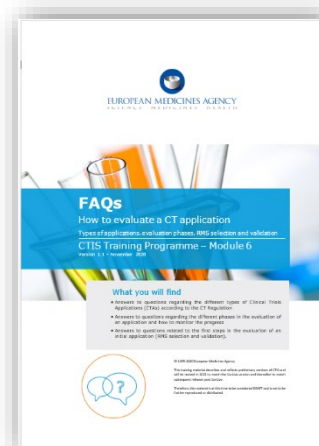 EUROPEAN MEDICINES AGENCY
SCIENCE MEDICINES HEALTH
FAQs
How to evaluate a CT application
Types of applications, evaluation phases, RMS selection and validation
CTIS Training Programme – Module 6
Version 1.1 - November 2020
What you will find
• Answers to questions regarding the different types of Clinical Trials
Applications (CTAs) according to the CT Regulation
• Answers to questions regarding the different phases in the evaluation of
an application and how to monitor the progress
• Answers to questions related to the first steps in the evaluation of an
initial application (RMS selection and validation).
?